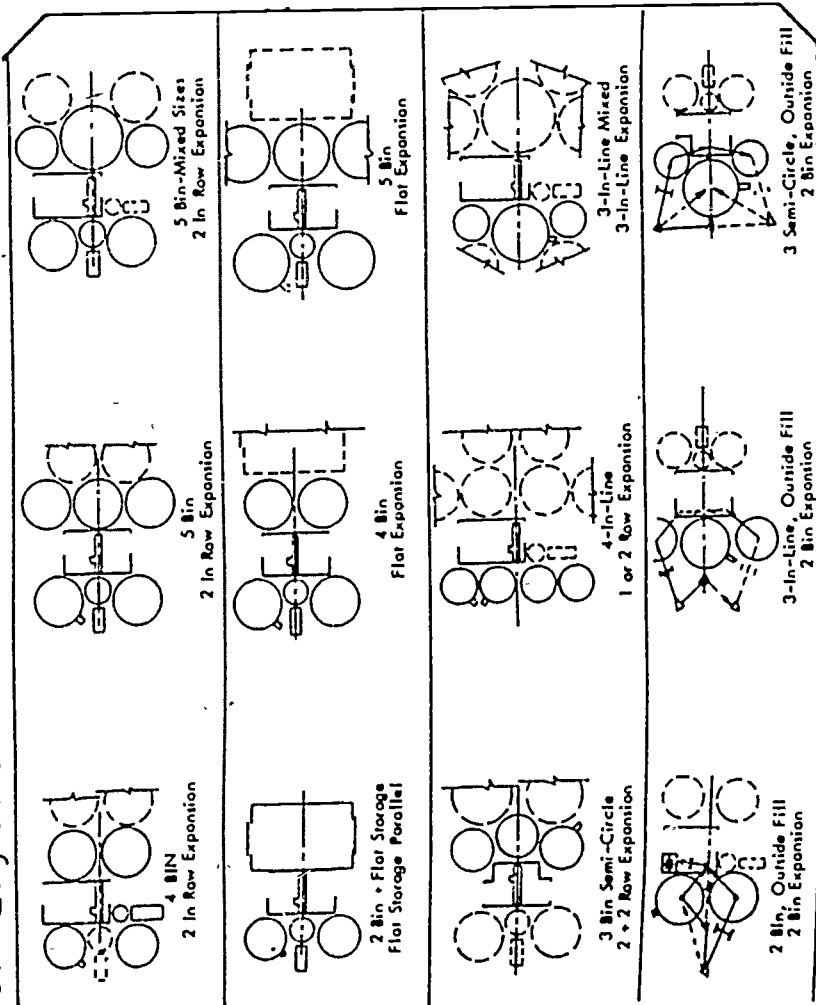 4 BIN
2 In Row Expansion
5 Bin
2 In Row Expansion
5 Bin-Mixed Sizes
2 In Row Expansion
2 Bin + Flat Storage
Flat Storage Parallel
4 Bin
Flat Expansion
5 Bin
Flat Expansion
3 Bin Semi-Circle
2 + 2 Row Expansion
4-In-Line
1 or 2 Row Expansion
3-In-Line Mixed
3-In-Line Expansion
2 Bin, Outside Fill
2 Bin Expansion
3-In-Line, Outside Fill
2 Bin Expansion
3 Semi-Circle, Outside Fill
2 Bin Expansion